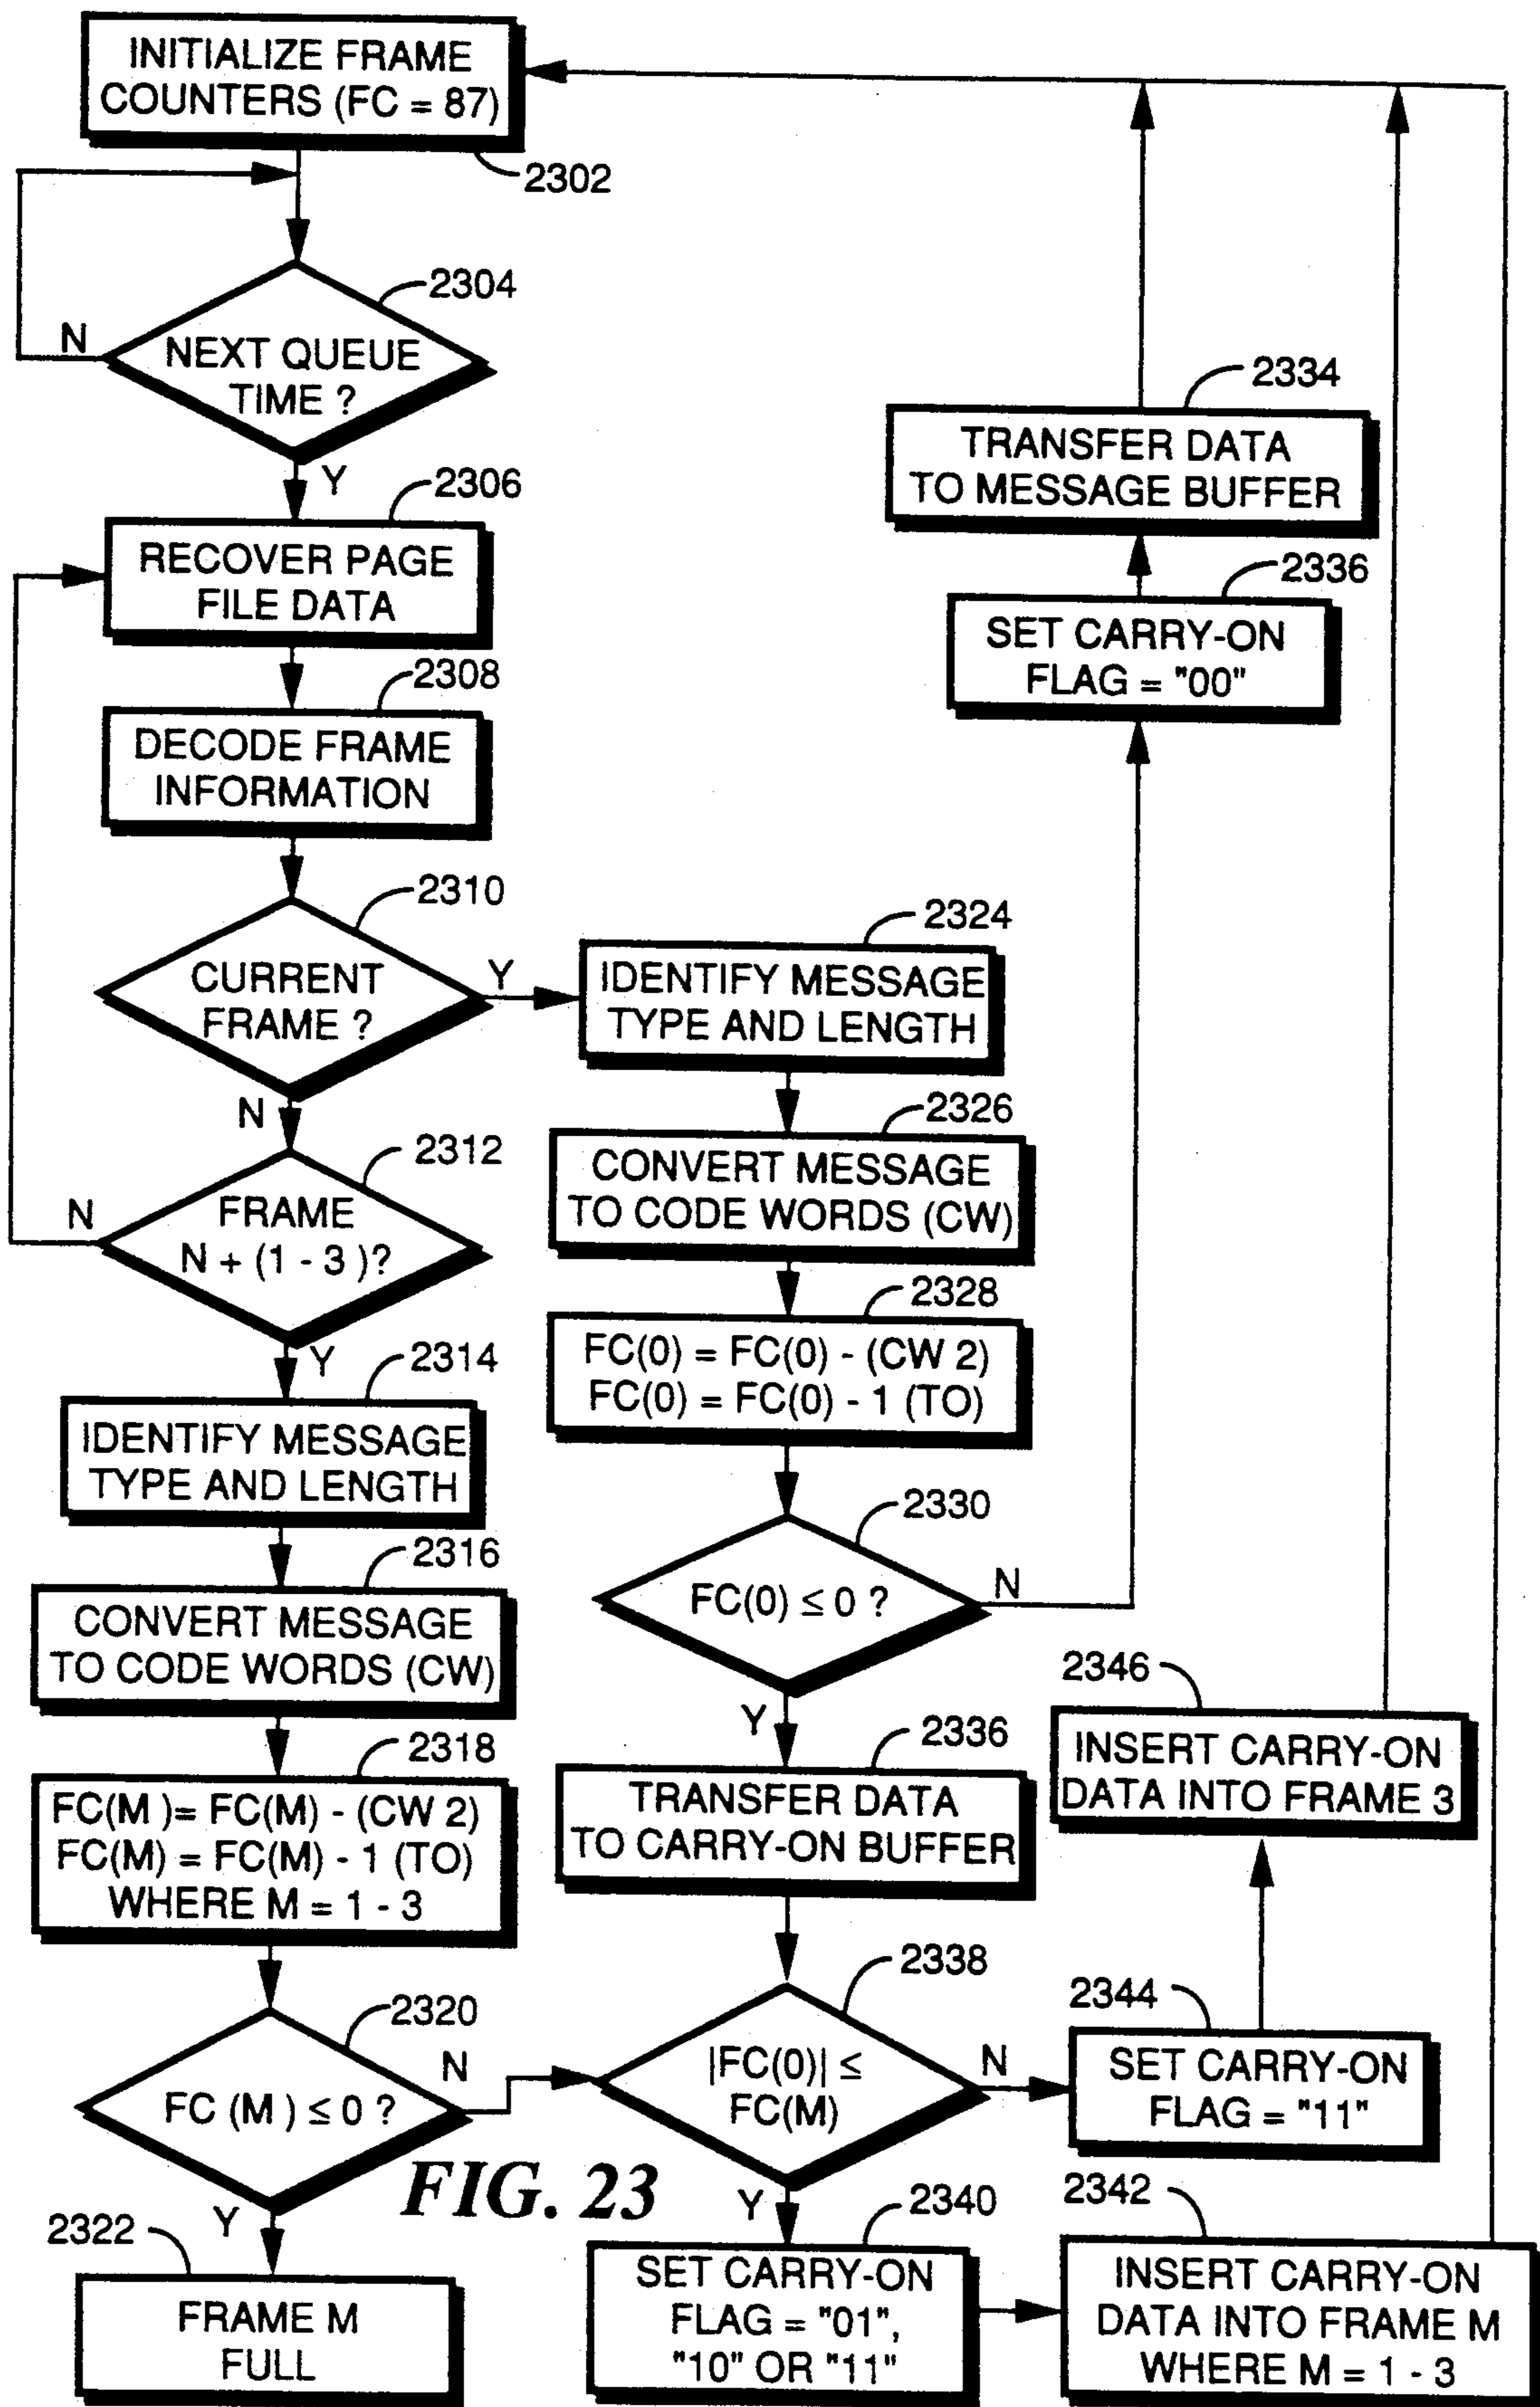 INITIALIZE FRAME
COUNTERS (FC = 87)
2302
2304
N
NEXT QUEUE
TIME ?
Y
2306
RECOVER PAGE
FILE DATA
2308
DECODE FRAME
INFORMATION
2310
CURRENT
FRAME ?
Y
N
2312
FRAME
N + (1 - 3 )?
N
Y
2314
IDENTIFY MESSAGE
TYPE AND LENGTH
2316
CONVERT MESSAGE
TO CODE WORDS (CW)
2318
FC(M )= FC(M) - (CW 2)
FC(M) = FC(M) - 1 (TO)
WHERE M = 1 - 3
2320
FC (M ) ≤ 0 ?
N
Y
2322
FRAME M
FULL
2324
IDENTIFY MESSAGE
TYPE AND LENGTH
2326
CONVERT MESSAGE
TO CODE WORDS (CW)
2328
FC(0) = FC(0) - (CW 2)
FC(0) = FC(0) - 1 (TO)
2330
FC(0) ≤ 0 ?
N
Y
2336
TRANSFER DATA
TO CARRY-ON BUFFER
2338
|FC(0)| ≤
FC(M)
N
Y
2340
SET CARRY-ON
FLAG = "01",
"10" OR "11"
2334
TRANSFER DATA
TO MESSAGE BUFFER
2336
SET CARRY-ON
FLAG = "00"
2346
INSERT CARRY-ON
DATA INTO FRAME 3
2344
SET CARRY-ON
FLAG = "11"
2342
INSERT CARRY-ON
DATA INTO FRAME M
WHERE M = 1 - 3
FIG. 23